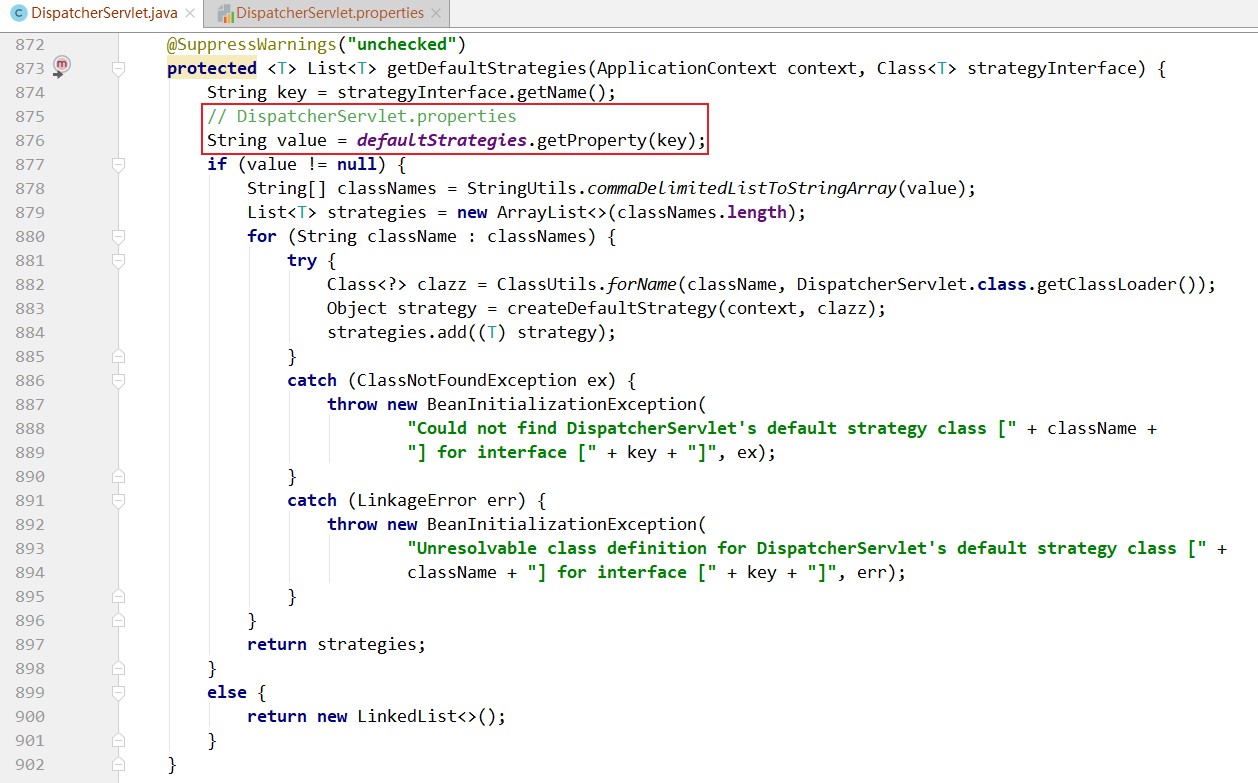 DispatcherServlet.java × DispatcherServlet.properties ×
872 @SuppressWarnings("unchecked")
873 protected <T> List<T> getDefaultStrategies(ApplicationContext context, Class<T> strategyInterface) {
874 String key = strategyInterface.getName();
875 // DispatcherServlet.properties
876 String value = defaultStrategies.getProperty(key);
877 if (value != null) {
878 String[] classNames = StringUtils.commaDelimitedListToStringArray(value);
879 List<T> strategies = new ArrayList<>(classNames.length);
880 for (String className : classNames) {
881 try {
882 Class<?> clazz = ClassUtils.forName(className, DispatcherServlet.class.getClassLoader());
883 Object strategy = createDefaultStrategy(context, clazz);
884 strategies.add((T) strategy);
885 }
886 catch (ClassNotFoundException ex) {
887 throw new BeanInitializationException(
888 "Could not find DispatcherServlet's default strategy class [" + className +
889 "] for interface [" + key + "]", ex);
890 }
891 catch (LinkageError err) {
892 throw new BeanInitializationException(
893 "Unresolvable class definition for DispatcherServlet's default strategy class [" +
894 className + "] for interface [" + key + "]", err);
895 }
896 }
897 return strategies;
898 }
899 else {
900 return new LinkedList<>();
901 }
902 }